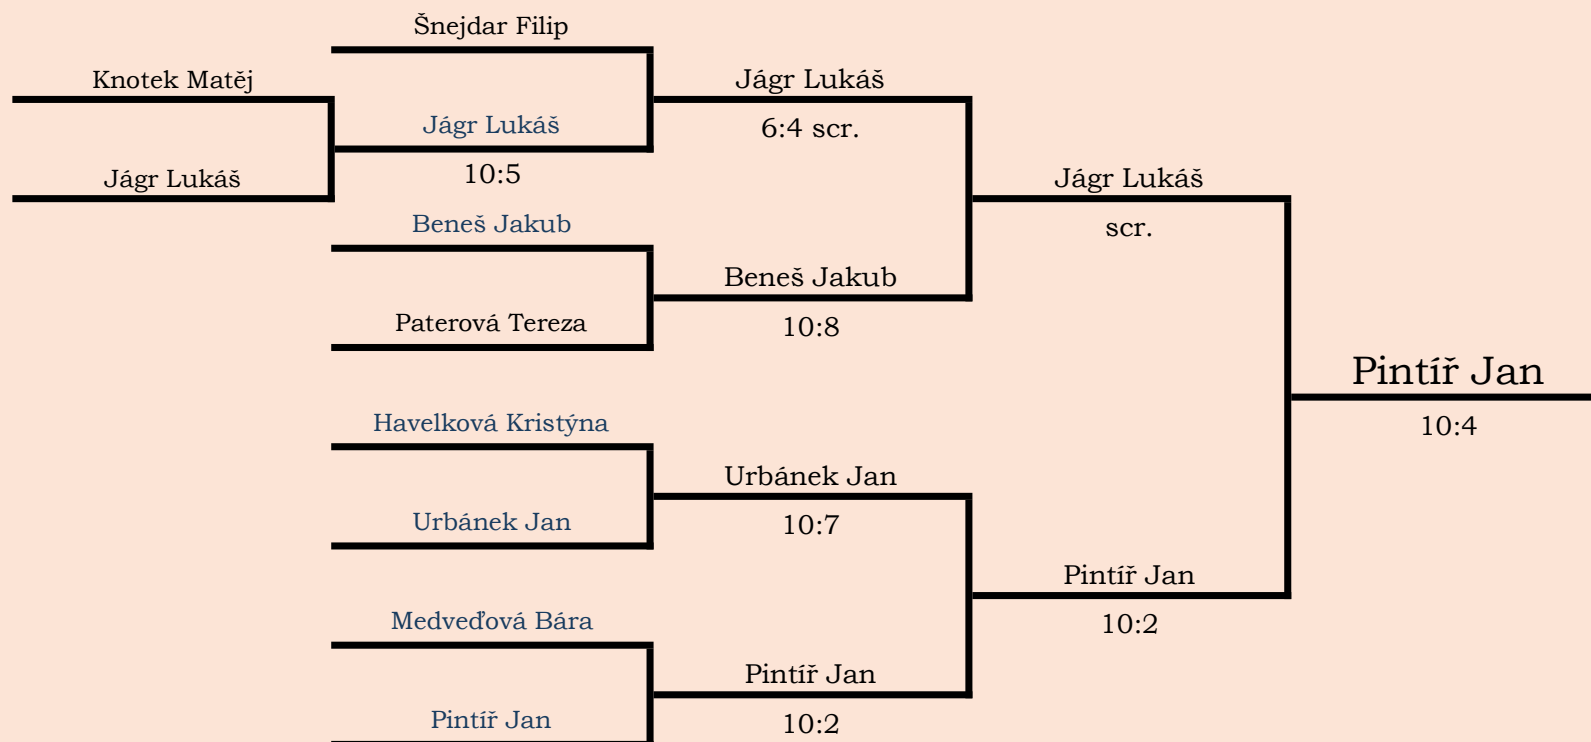 Šnejdar Filip
Knotek Matěj
Jágr Lukáš
Jágr Lukáš
6:4 scr.
10:5
Jágr Lukáš
Jágr Lukáš
scr.
Beneš Jakub
Beneš Jakub
Paterová Tereza
10:8
Pintíř Jan
10:4
Havelková Kristýna
Urbánek Jan
Urbánek Jan
10:7
Pintíř Jan
10:2
Medveďová Bára
Pintíř Jan
Pintíř Jan
10:2